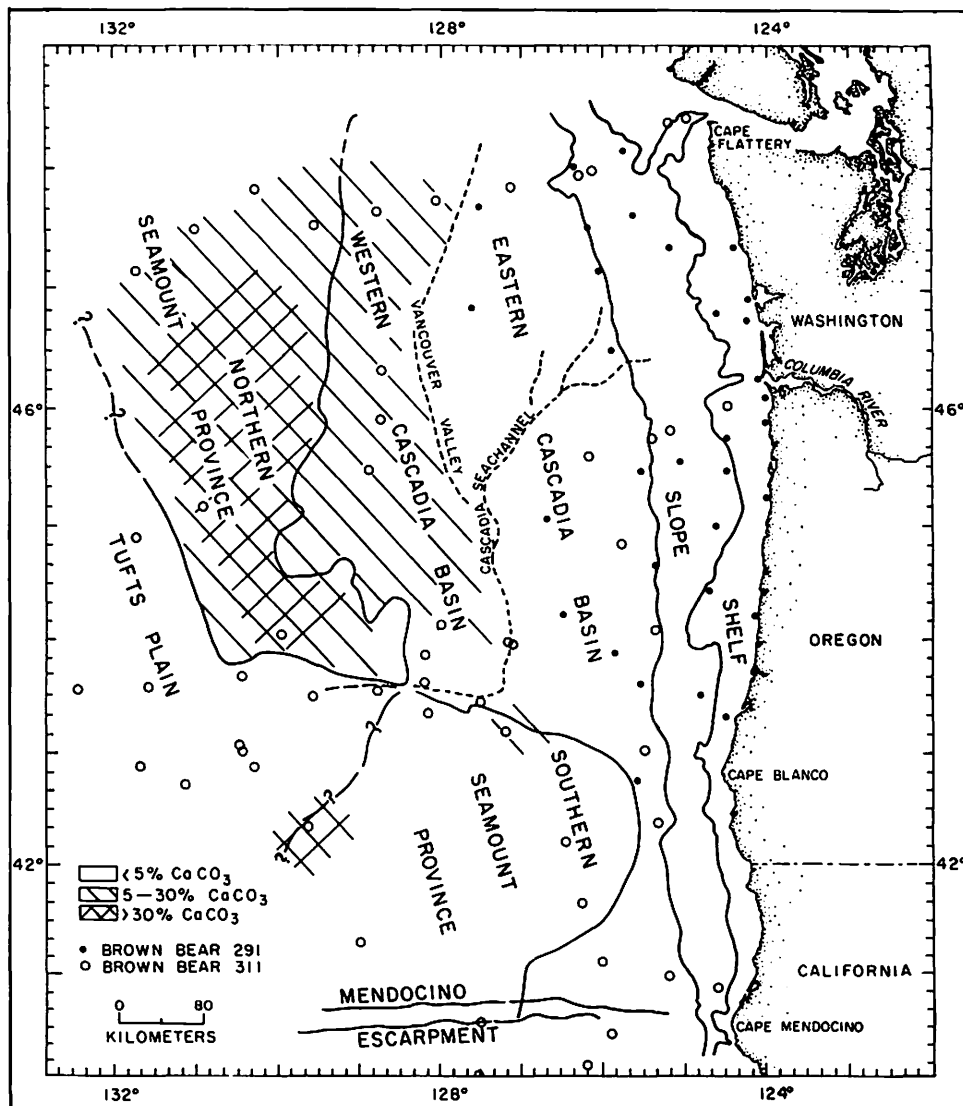 132°
128°
124°
CAPE
FLATTERY
SEAMOUNT
NORTHERN
PROVINCE
WESTERN
CASCADIA
BASIN
VANCOUVER
VALLEY
EASTERN
CASCADIA
BASIN
CASCADIA
SEACHANNEL
WASHINGTON
COLUMBIA
RIVER
46°
46°
SLOPE
SHELF
TUFTS
PLAIN
?
?
OREGON
?
?
SOUTHERN
SEAMOUNT
PROVINCE
CAPE BLANCO
42°
42°
<5% CaCO3
5–30% CaCO3
>30% CaCO3
BROWN BEAR 291
BROWN BEAR 311
0 80
KILOMETERS
MENDOCINO
ESCARPMENT
CALIFORNIA
CAPE MENDOCINO
132°
128°
124°